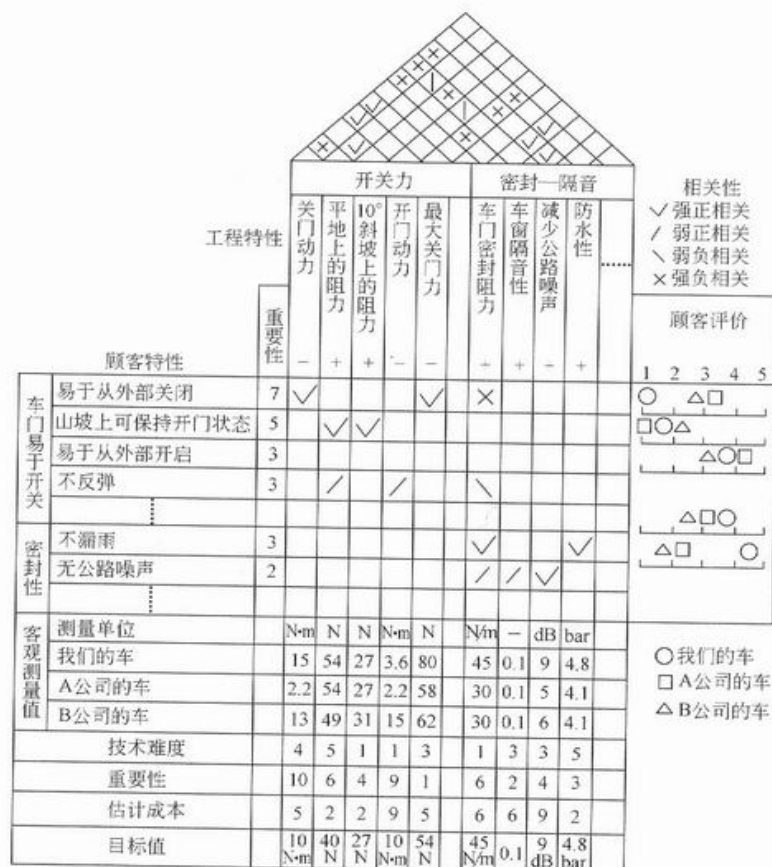 开关力 密封—隔音
工程特性 关门动力 平地上的阻力 10°斜坡上的阻力 开门动力 最大关门力 车门密封阻力 车窗隔音性 减少公路噪声 防水性 ......
相关性
✓强正相关
/弱正相关
\弱负相关
×强负相关
重要性
顾客特性
− + + − − + + − +
顾客评价
1 2 3 4 5
车门易于开关
易于从外部关闭 7 ✓ ✓ ×
山坡上可保持开门状态 5 ✓ ✓
易于从外部开启 3
不反弹 3 / / \
密封性
不漏雨 3 ✓ ✓
无公路噪声 2 / / ✓
客观测量值
测量单位 N·m N N N·m N N/m − dB bar
我们的车 15 54 27 3.6 80 45 0.1 9 4.8
A公司的车 2.2 54 27 2.2 58 30 0.1 5 4.1
B公司的车 13 49 31 15 62 30 0.1 6 4.1
○我们的车
□A公司的车
△B公司的车
技术难度 4 5 1 1 3 1 3 3 5
重要性 10 6 4 9 1 6 2 4 3
估计成本 5 2 2 9 5 6 6 9 2
目标值 10 N·m 40 N 27 N 10 N·m 54 N 45 N/m 0.1 9 dB 4.8 bar